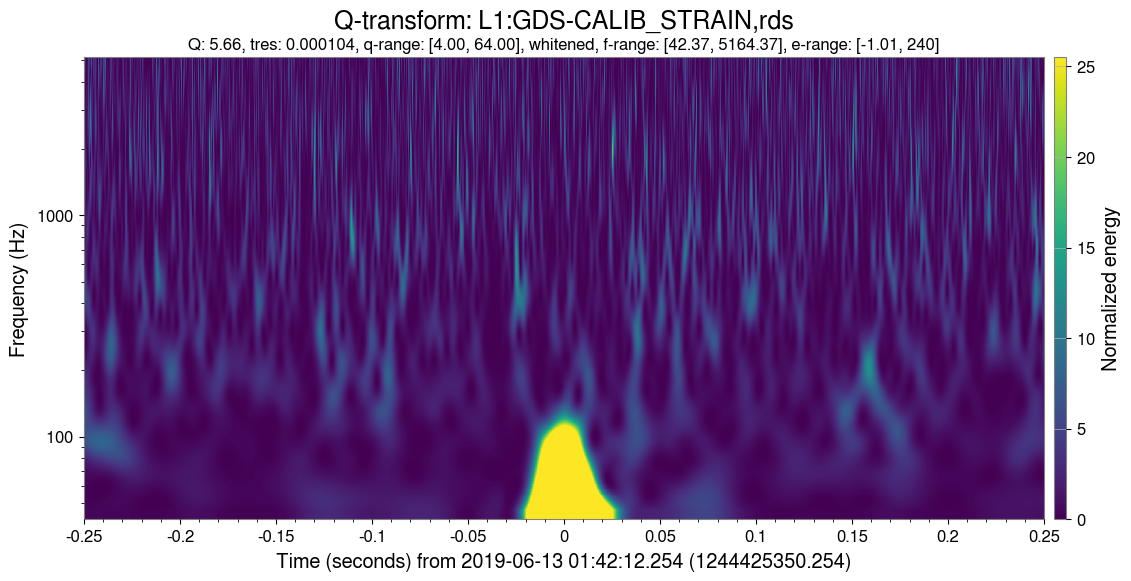 Q-transform: L1:GDS-CALIB_STRAIN,rds
Q: 5.66, tres: 0.000104, q-range: [4.00, 64.00], whitened, f-range: [42.37, 5164.37], e-range: [-1.01, 240]
Frequency (Hz)
1000
100
-0.25 -0.2 -0.15 -0.1 -0.05 0 0.05 0.1 0.15 0.2 0.25
Time (seconds) from 2019-06-13 01:42:12.254 (1244425350.254)
25
20
15
10
5
0
Normalized energy